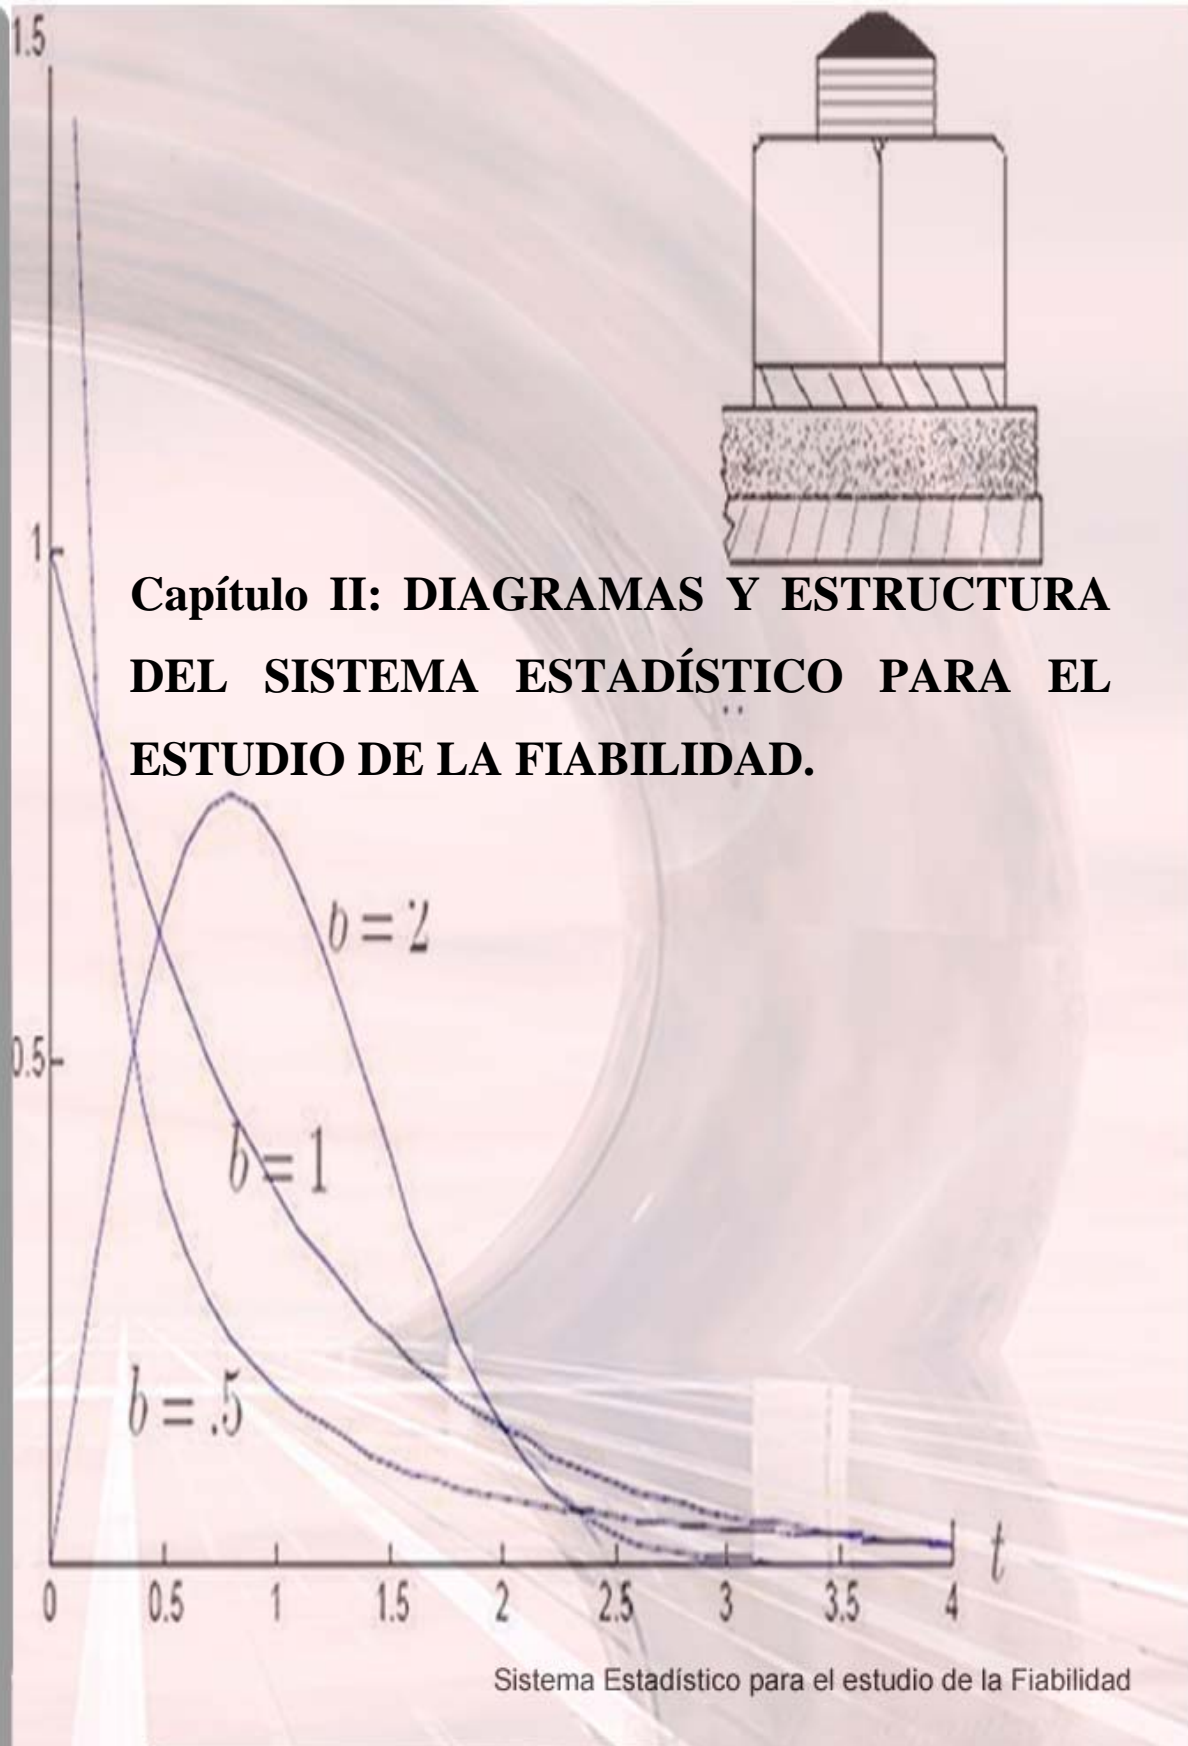 1.5
1
Capítulo II: DIAGRAMAS Y ESTRUCTURA
DEL SISTEMA ESTADÍSTICO PARA EL
ESTUDIO DE LA FIABILIDAD.
b = 2
0.5
b = 1
b = .5
t
0 0.5 1 1.5 2 2.5 3 3.5 4
Sistema Estadístico para el estudio de la Fiabilidad